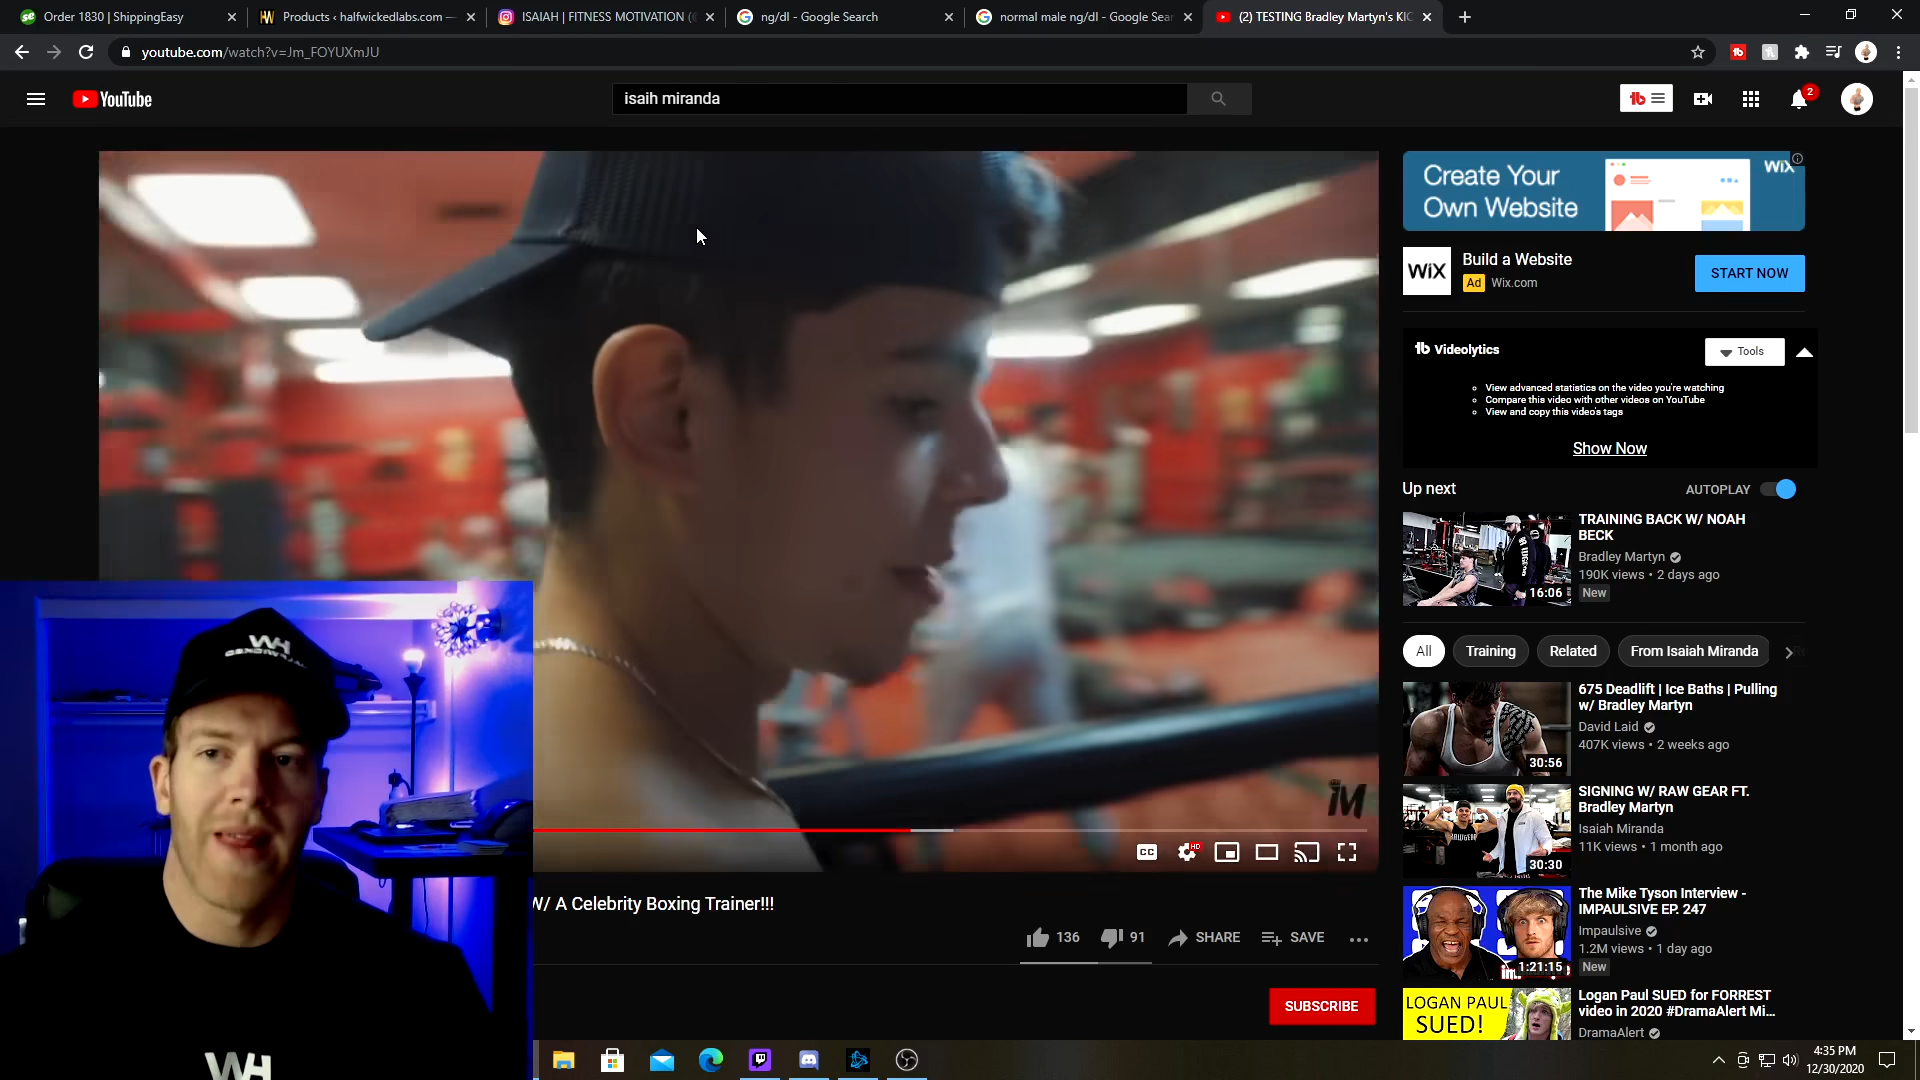 Order 1830 | ShippingEasy
Products ‹ halfwickedlabs.com —
ISAIAH | FITNESS MOTIVATION (
ng/dl - Google Search
normal male ng/dl - Google Sear
(2) TESTING Bradley Martyn's KIC
youtube.com/watch?v=Jm_FOYUXmJU
YouTube
isaih miranda
2
Create Your
Own Website
WiX
WiX
Build a Website
Ad Wix.com
START NOW
Videolytics
Tools
View advanced statistics on the video you're watching
Compare this video with other videos on YouTube
View and copy this video's tags
Show Now
Up next
AUTOPLAY
TRAINING BACK W/ NOAH
BECK
Bradley Martyn
190K views • 2 days ago
New
16:06
All
Training
Related
From Isaiah Miranda
675 Deadlift | Ice Baths | Pulling
w/ Bradley Martyn
David Laid
407K views • 2 weeks ago
30:56
SIGNING W/ RAW GEAR FT.
Bradley Martyn
Isaiah Miranda
11K views • 1 month ago
30:30
The Mike Tyson Interview -
IMPAULSIVE EP. 247
Impaulsive
1.2M views • 1 day ago
New
1:21:15
Logan Paul SUED for FORREST
video in 2020 #DramaAlert Mi...
DramaAlert
LOGAN PAUL
SUED!
IM
CC
HD
W/ A Celebrity Boxing Trainer!!!
136
91
SHARE
SAVE
SUBSCRIBE
WH
WH
4:35 PM
12/30/2020